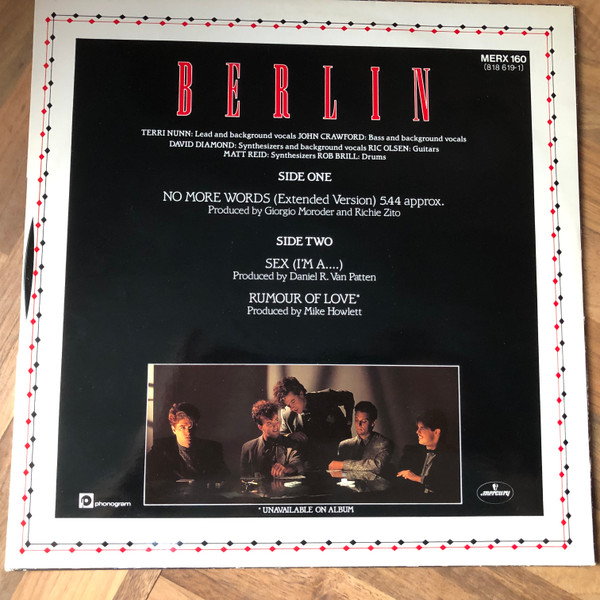 MERX 160
(818 619-1)
BERLIN
TERRI NUNN: Lead and background vocals JOHN CRAWFORD: Bass and background vocals
DAVID DIAMOND: Synthesizers and background vocals RIC OLSEN: Guitars
MATT REID: Synthesizers ROB BRILL: Drums
SIDE ONE
NO MORE WORDS (Extended Version) 5.44 approx.
Produced by Giorgio Moroder and Richie Zito
SIDE TWO
SEX (I'M A....)
Produced by Daniel R. Van Patten
RUMOUR OF LOVE*
Produced by Mike Howlett
phonogram
mercury
* UNAVAILABLE ON ALBUM